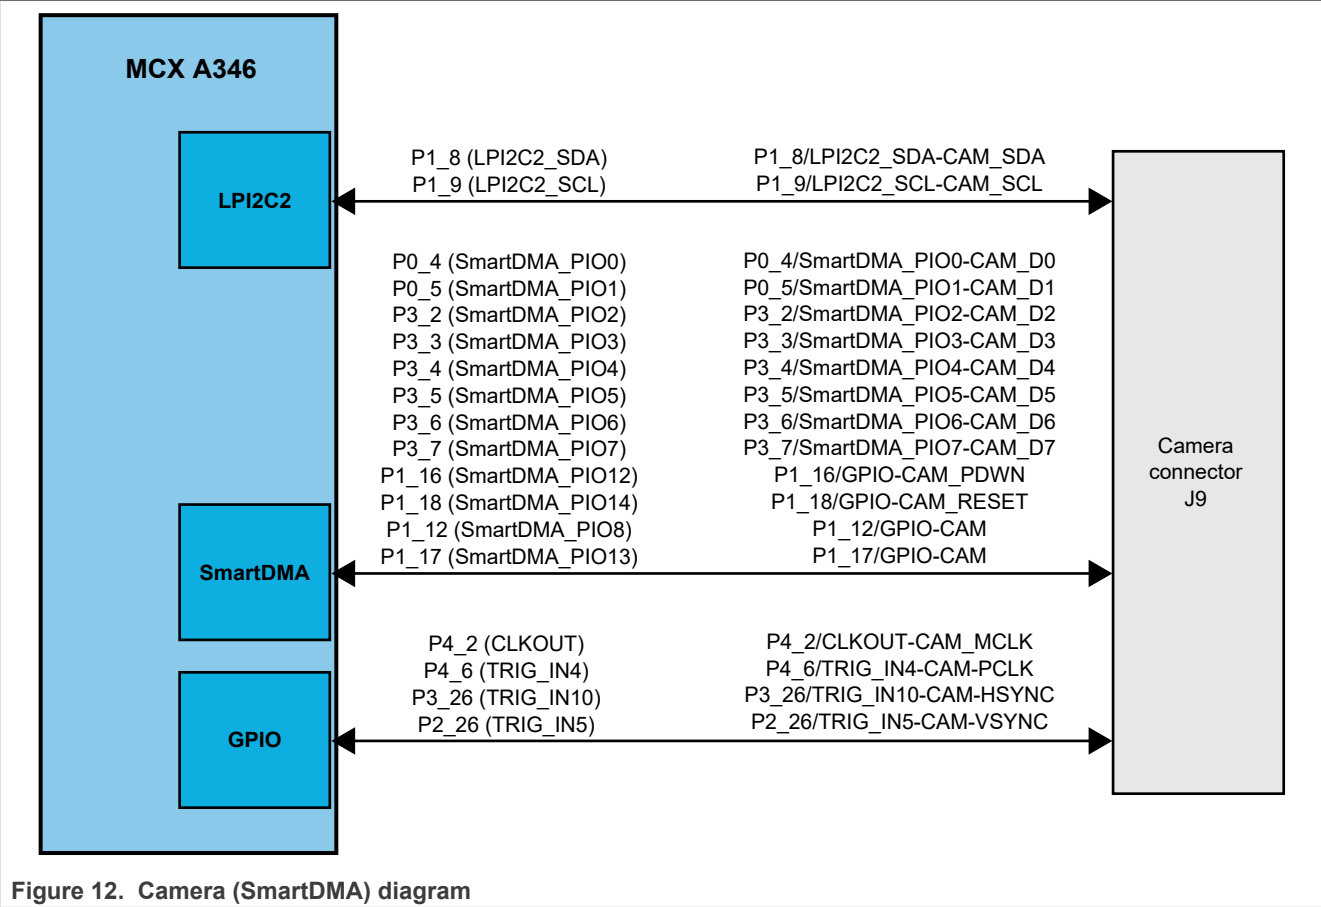 MCX A346
LPI2C2
P1_8 (LPI2C2_SDA)
P1_9 (LPI2C2_SCL)
P1_8/LPI2C2_SDA-CAM_SDA
P1_9/LPI2C2_SCL-CAM_SCL
P0_4 (SmartDMA_PIO0)
P0_5 (SmartDMA_PIO1)
P3_2 (SmartDMA_PIO2)
P3_3 (SmartDMA_PIO3)
P3_4 (SmartDMA_PIO4)
P3_5 (SmartDMA_PIO5)
P3_6 (SmartDMA_PIO6)
P3_7 (SmartDMA_PIO7)
P1_16 (SmartDMA_PIO12)
P1_18 (SmartDMA_PIO14)
P1_12 (SmartDMA_PIO8)
P1_17 (SmartDMA_PIO13)
P0_4/SmartDMA_PIO0-CAM_D0
P0_5/SmartDMA_PIO1-CAM_D1
P3_2/SmartDMA_PIO2-CAM_D2
P3_3/SmartDMA_PIO3-CAM_D3
P3_4/SmartDMA_PIO4-CAM_D4
P3_5/SmartDMA_PIO5-CAM_D5
P3_6/SmartDMA_PIO6-CAM_D6
P3_7/SmartDMA_PIO7-CAM_D7
P1_16/GPIO-CAM_PDWN
P1_18/GPIO-CAM_RESET
P1_12/GPIO-CAM
P1_17/GPIO-CAM
SmartDMA
Camera
connector
J9
GPIO
P4_2 (CLKOUT)
P4_6 (TRIG_IN4)
P3_26 (TRIG_IN10)
P2_26 (TRIG_IN5)
P4_2/CLKOUT-CAM_MCLK
P4_6/TRIG_IN4-CAM-PCLK
P3_26/TRIG_IN10-CAM-HSYNC
P2_26/TRIG_IN5-CAM-VSYNC
Figure 12. Camera (SmartDMA) diagram